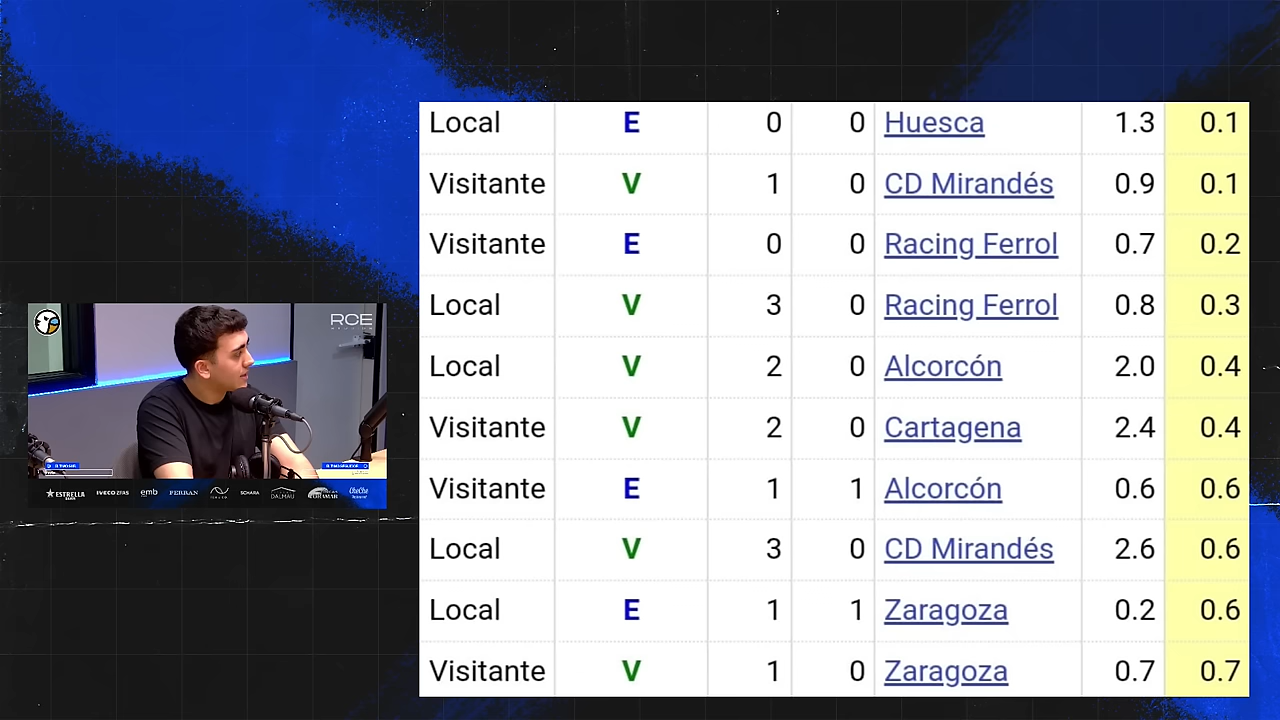 Local E 0 0 Huesca 1.3 0.1
Visitante V 1 0 CD Mirandés 0.9 0.1
Visitante E 0 0 Racing Ferrol 0.7 0.2
Local V 3 0 Racing Ferrol 0.8 0.3
Local V 2 0 Alcorcón 2.0 0.4
Visitante V 2 0 Cartagena 2.4 0.4
Visitante E 1 1 Alcorcón 0.6 0.6
Local V 3 0 CD Mirandés 2.6 0.6
Local E 1 1 Zaragoza 0.2 0.6
Visitante V 1 0 Zaragoza 0.7 0.7
RCE
ESTRELLA emb FERRAN SCHARA DALMAU